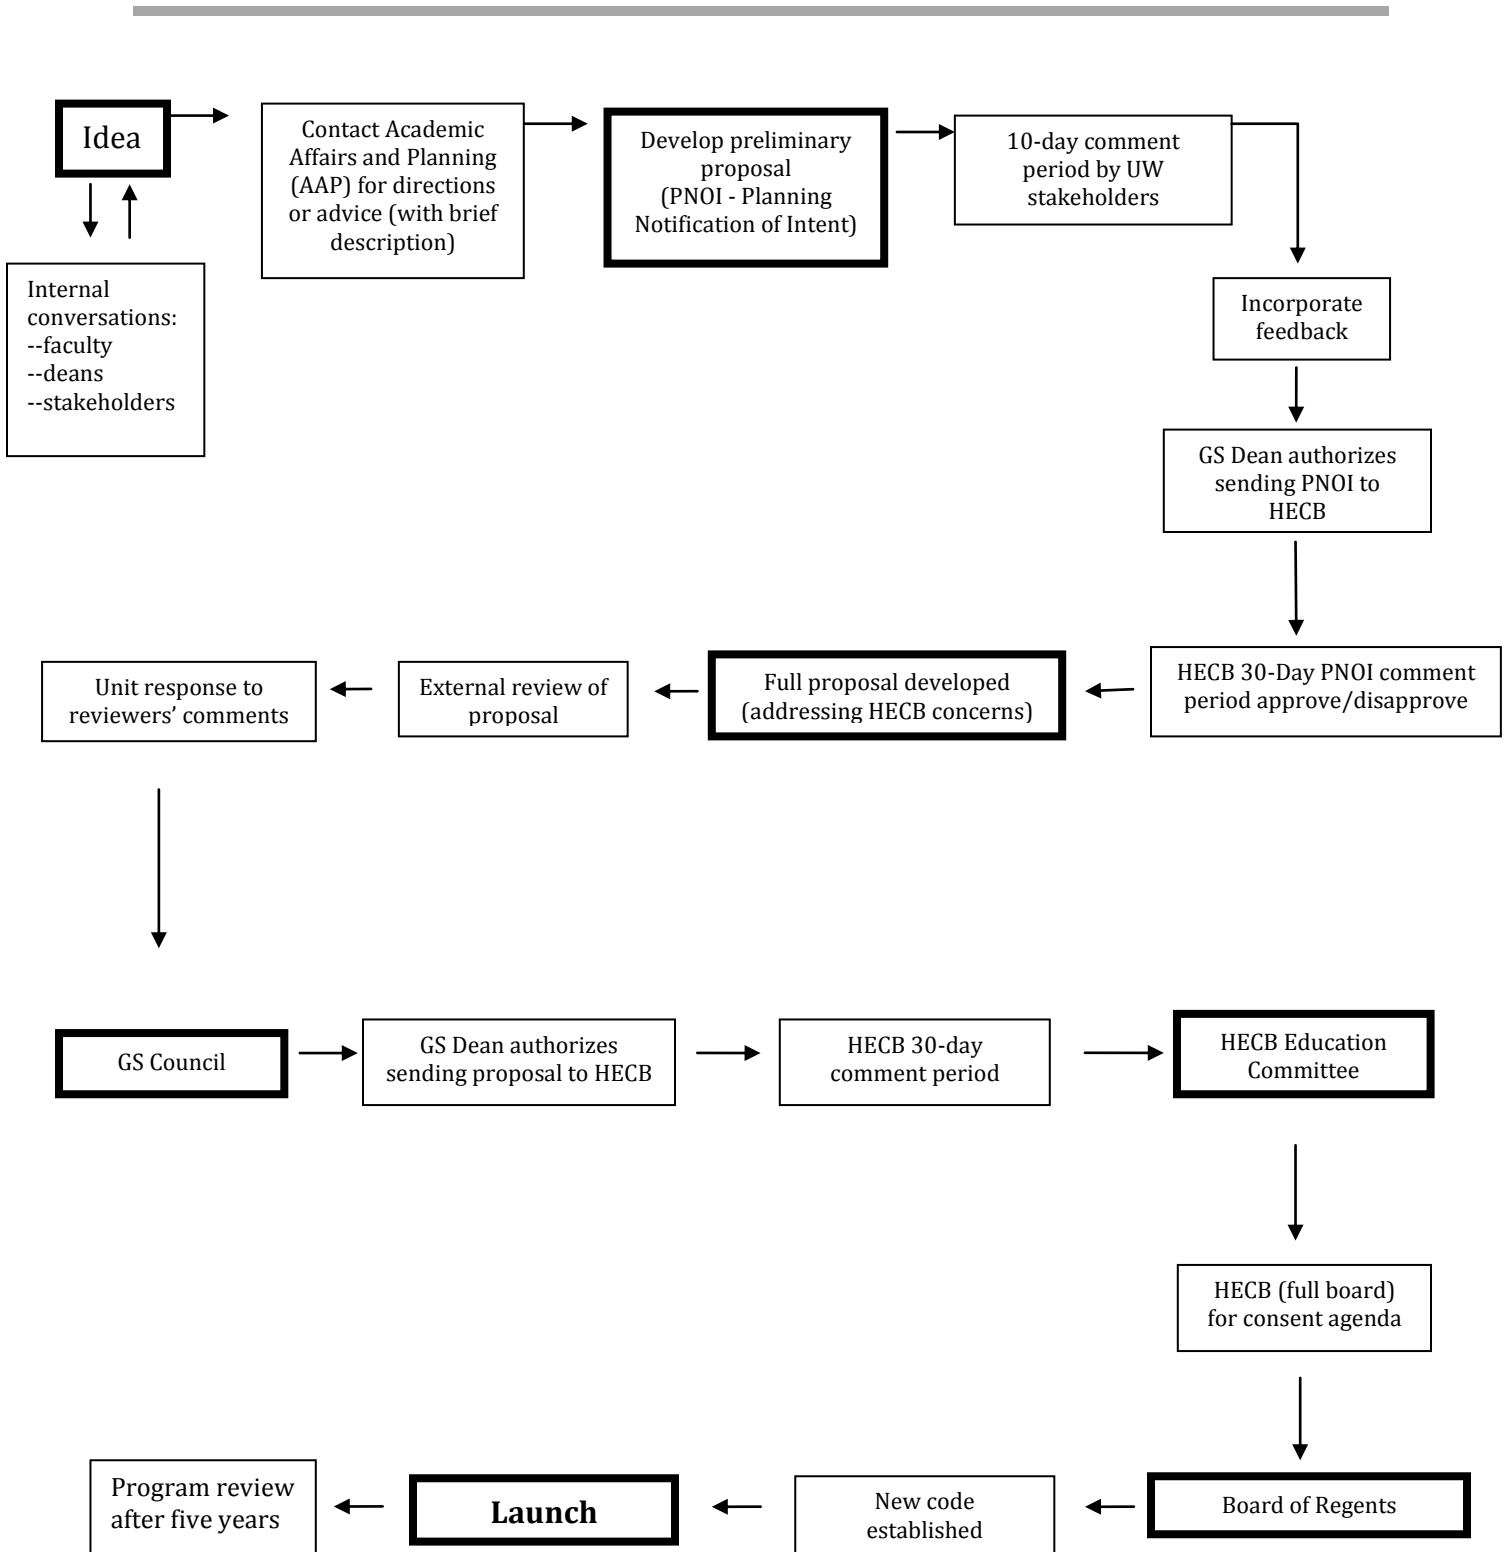 Idea
Contact Academic
Affairs and Planning
(AAP) for directions
or advice (with brief
description)
Develop preliminary
proposal
(PNOI - Planning
Notification of Intent)
10-day comment
period by UW
stakeholders
Internal
conversations:
--faculty
--deans
--stakeholders
Incorporate
feedback
GS Dean authorizes
sending PNOI to
HECB
HECB 30-Day PNOI comment
period approve/disapprove
Full proposal developed
(addressing HECB concerns)
External review of
proposal
Unit response to
reviewers’ comments
GS Council
GS Dean authorizes
sending proposal to HECB
HECB 30-day
comment period
HECB Education
Committee
HECB (full board)
for consent agenda
Board of Regents
New code
established
Launch
Program review
after five years